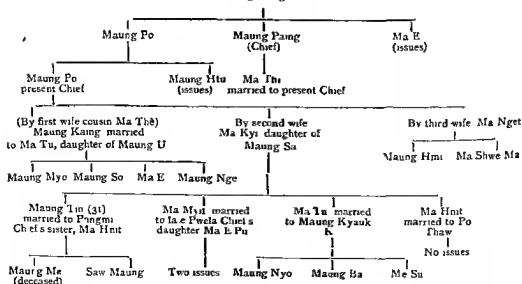 Maung Po
Maung Paing
(Chief)
Ma E
(issues)
Maung Po
present Chief
Maung Htu
(issues)
Ma Thi
married to present Chief
(By first wife cousin Ma Thè)
Maung Kaing married
to Ma Tu, daughter of Maung U
By second wife
Ma Kyi daughter of
Maung Sa
By third wife Ma Nget
Maung Hmi
Ma Shwe Ma
Maung Myo
Maung So
Ma E
Maung Nge
Maung Tin (31)
married to Pangmi
Chief's sister, Ma Hnit
Ma Myit married
to late Pwela Chief's
daughter Ma E Pu
Ma Tu married
to Maung Kyauk
K
Ma Hnit
married to Po
Thaw
No issues
Maung Me
(deceased)
Saw Maung
Two issues
Maung Nyo
Maung Ba
Me Su